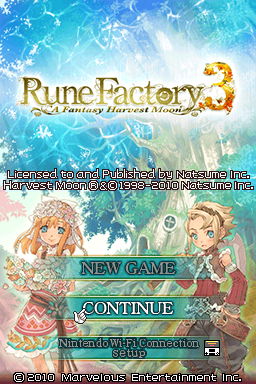 Rune Factory 3
A Fantasy Harvest Moon
Licensed to and Published by Natsume Inc.
Harvest Moon®&©1998-2010 Natsume Inc.
NEW GAME
CONTINUE
Nintendo Wi-Fi Connection
setup
©2010 Marvelous Entertainment Inc.